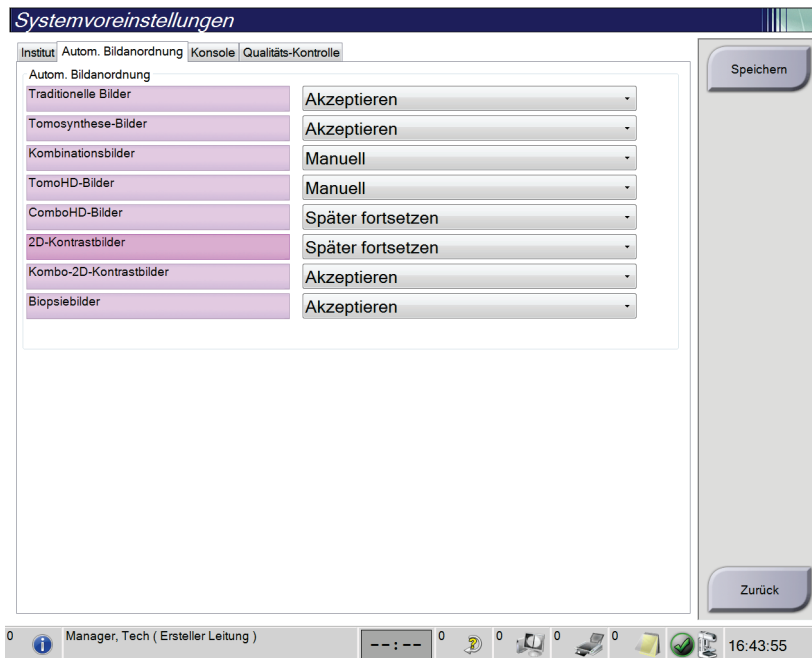 Systemvoreinstellungen
Institut Autom. Bildanordnung Konsole Qualitäts-Kontrolle
Autom. Bildanordnung
Traditionelle Bilder Akzeptieren
Tomosynthese-Bilder Akzeptieren
Kombinationsbilder Manuell
TomoHD-Bilder Manuell
ComboHD-Bilder Später fortsetzen
2D-Kontrastbilder Später fortsetzen
Kombo-2D-Kontrastbilder Akzeptieren
Biopsiebilder Akzeptieren
Speichern
Zurück
0 Manager, Tech ( Ersteller Leitung ) --:-- 0 0 0 0 16:43:55